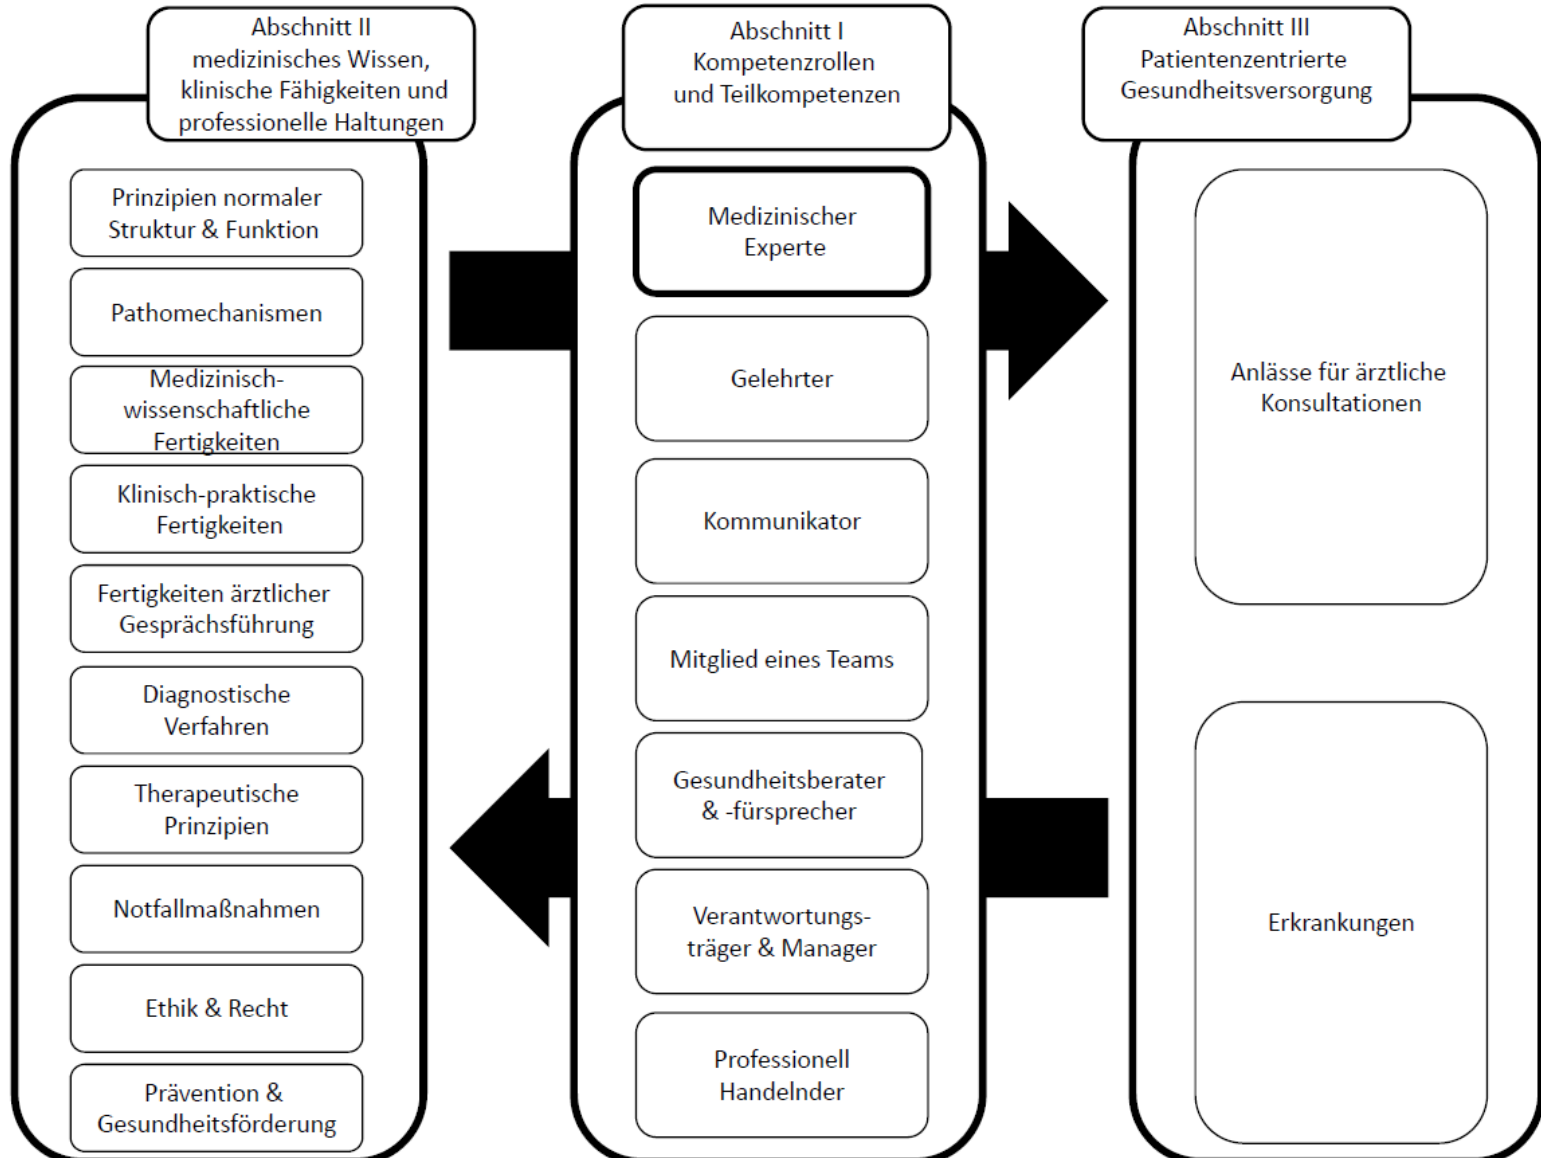 Abschnitt II
medizinisches Wissen,
klinische Fähigkeiten und
professionelle Haltungen
Prinzipien normaler
Struktur & Funktion
Pathomechanismen
Medizinisch-
wissenschaftliche
Fertigkeiten
Klinisch-praktische
Fertigkeiten
Fertigkeiten ärztlicher
Gesprächsführung
Diagnostische
Verfahren
Therapeutische
Prinzipien
Notfallmaßnahmen
Ethik & Recht
Prävention &
Gesundheitsförderung
Abschnitt I
Kompetenzrollen
und Teilkompetenzen
Medizinischer
Experte
Gelehrter
Kommunikator
Mitglied eines Teams
Gesundheitsberater
& -fürsprecher
Verantwortungs-
träger & Manager
Professionell
Handelnder
Abschnitt III
Patientenzentrierte
Gesundheitsversorgung
Anlässe für ärztliche
Konsultationen
Erkrankungen